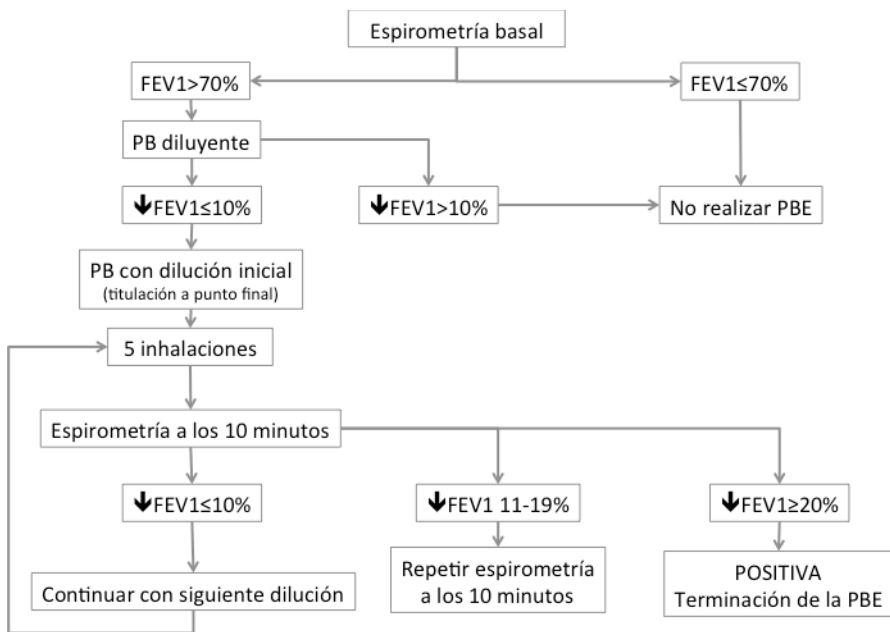 Espirometría basal
FEV1>70%
FEV1≤70%
PB diluyente
🡻FEV1≤10%
🡻FEV1>10%
No realizar PBE
PB con dilución inicial
(titulación a punto final)
5 inhalaciones
Espirometría a los 10 minutos
🡻FEV1≤10%
🡻FEV1 11-19%
🡻FEV1≥20%
Continuar con siguiente dilución
Repetir espirometría
a los 10 minutos
POSITIVA
Terminación de la PBE